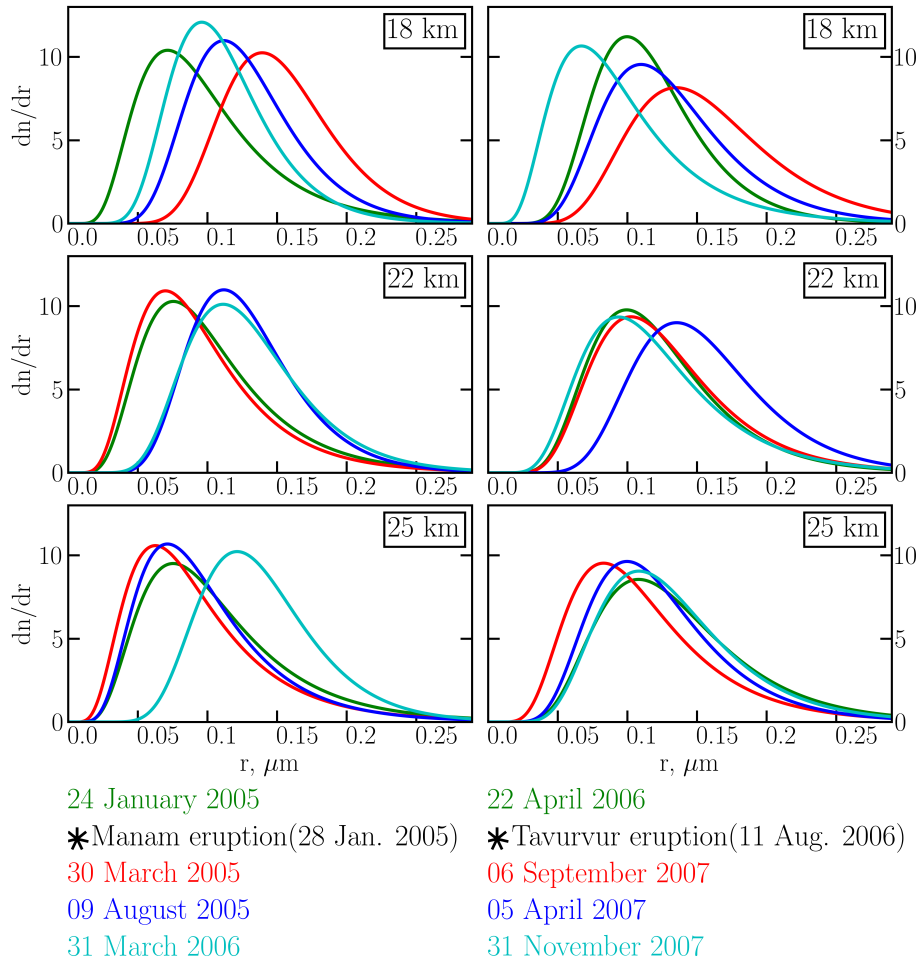 18 km
dn/dr
10
5
0
0.0 0.05 0.1 0.15 0.2 0.25
18 km
10
5
0
0.0 0.05 0.1 0.15 0.2 0.25
22 km
dn/dr
10
5
0
0.0 0.05 0.1 0.15 0.2 0.25
22 km
10
5
0
0.0 0.05 0.1 0.15 0.2 0.25
25 km
dn/dr
10
5
0
0.0 0.05 0.1 0.15 0.2 0.25
r, μm
25 km
10
5
0
0.0 0.05 0.1 0.15 0.2 0.25
r, μm
24 January 2005
Manam eruption(28 Jan. 2005)
30 March 2005
09 August 2005
31 March 2006
22 April 2006
Tavurvur eruption(11 Aug. 2006)
06 September 2007
05 April 2007
31 November 2007